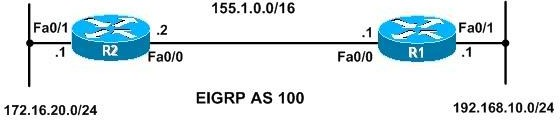 155.1.0.0/16
Fa0/1
.2
.1
Fa0/1
.1
R2
Fa0/0
Fa0/0
R1
.1
EIGRP AS 100
172.16.20.0/24
192.168.10.0/24